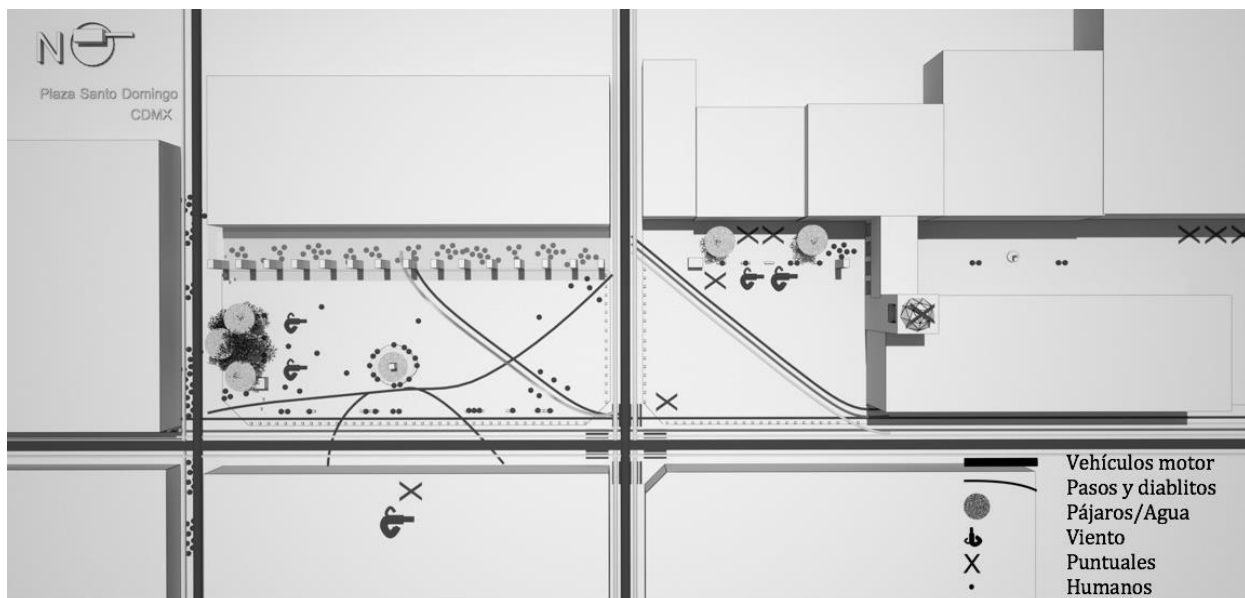 N
Plaza Santo Domingo
CDMX
Vehículos motor
Pasos y diablitos
Pájaros/Agua
Viento
Puntuales
Humanos